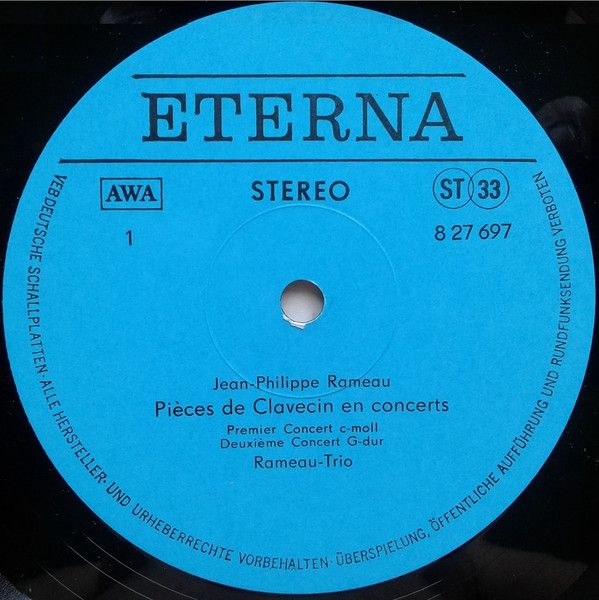 ETERNA
AWA
STEREO
ST 33
1
8 27 697
Jean-Philippe Rameau
Pièces de Clavecin en concerts
Premier Concert c-moll
Deuxième Concert G-dur
Rameau-Trio
VEB DEUTSCHE SCHALLPLATTEN · ALLE HERSTELLER- UND URHEBERRECHTE VORBEHALTEN · ÜBERSPIELUNG, ÖFFENTLICHE AUFFÜHRUNG UND RUNDFUNKSENDUNG VERBOTEN